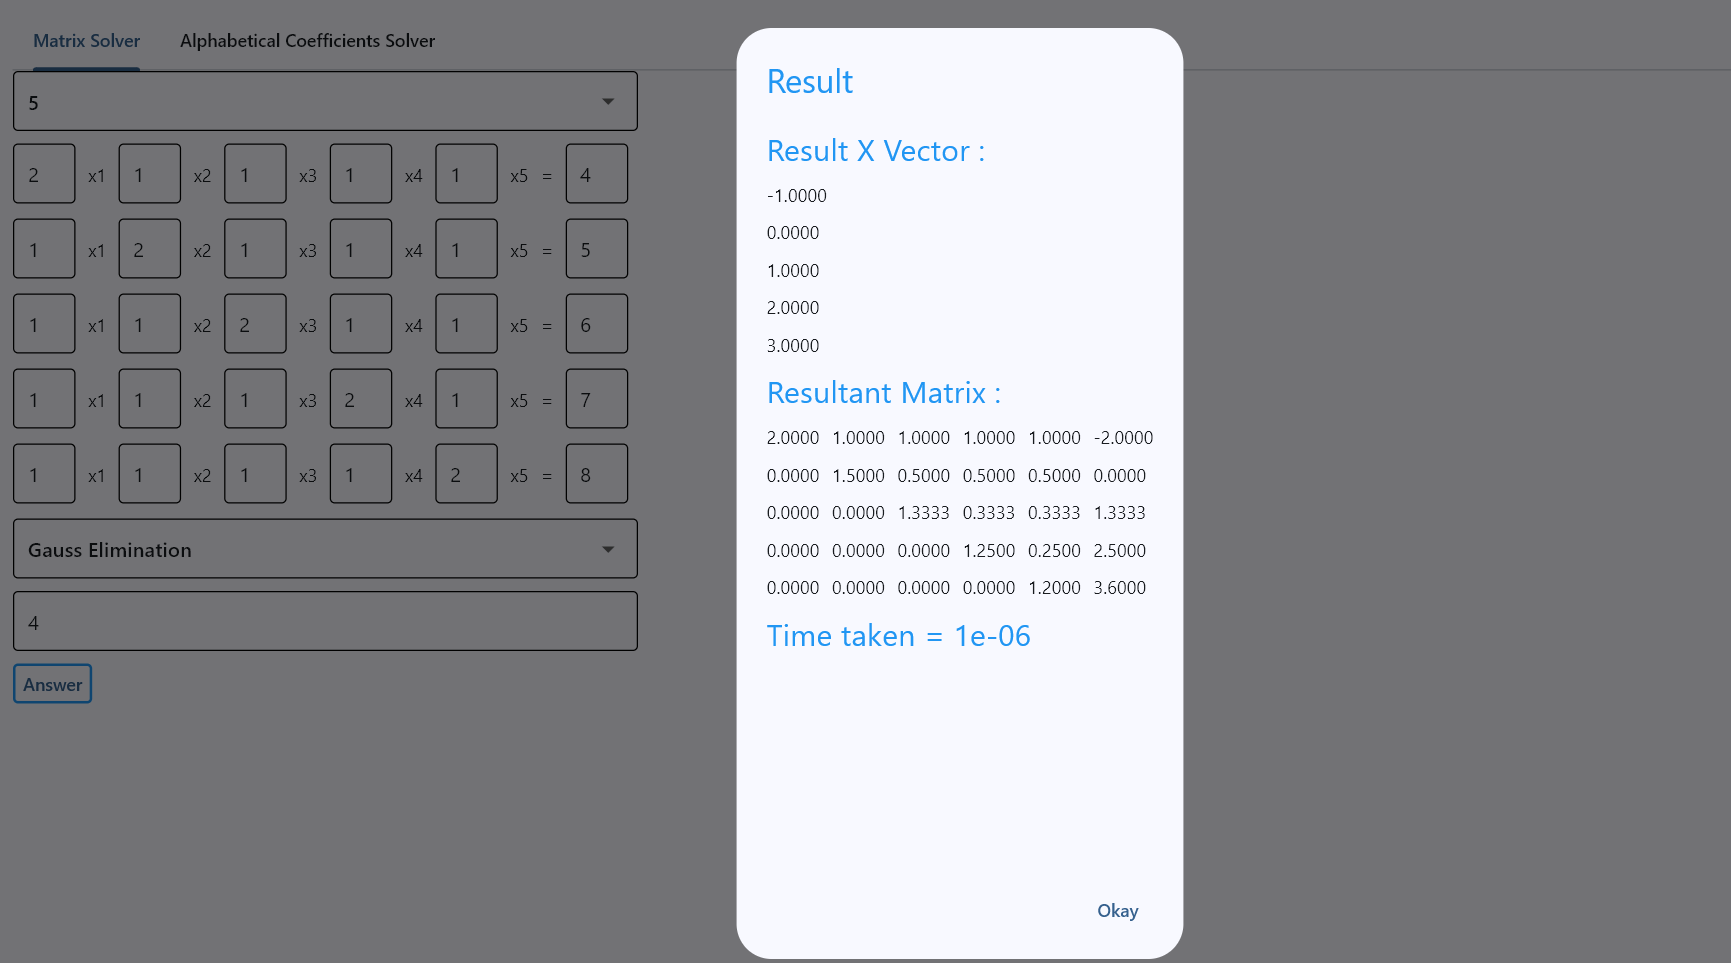 Matrix Solver Alphabetical Coefficients Solver
5
2 x1 1 x2 1 x3 1 x4 1 x5 = 4
1 x1 2 x2 1 x3 1 x4 1 x5 = 5
1 x1 1 x2 2 x3 1 x4 1 x5 = 6
1 x1 1 x2 1 x3 2 x4 1 x5 = 7
1 x1 1 x2 1 x3 1 x4 2 x5 = 8
Gauss Elimination
4
Answer
Result
Result X Vector :
-1.0000
0.0000
1.0000
2.0000
3.0000
Resultant Matrix :
2.0000 1.0000 1.0000 1.0000 1.0000 -2.0000
0.0000 1.5000 0.5000 0.5000 0.5000 0.0000
0.0000 0.0000 1.3333 0.3333 0.3333 1.3333
0.0000 0.0000 0.0000 1.2500 0.2500 2.5000
0.0000 0.0000 0.0000 0.0000 1.2000 3.6000
Time taken = 1e-06
Okay